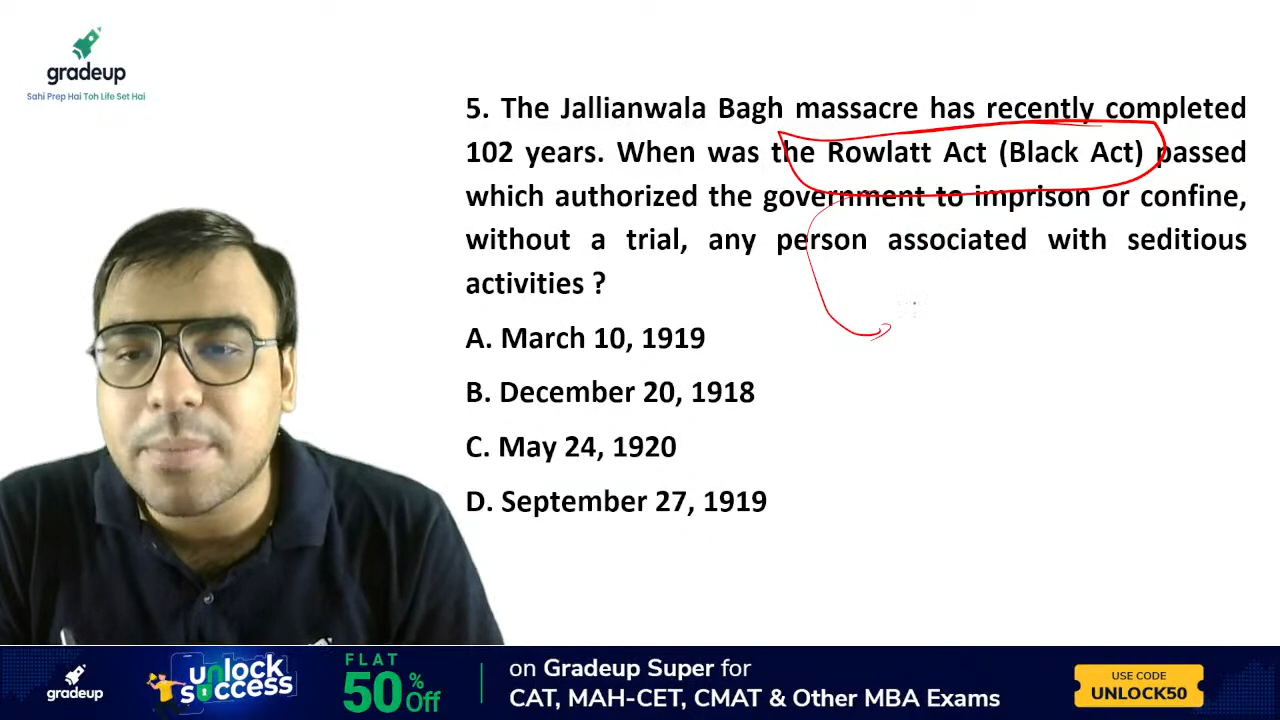 gradeup
Sahi Prep Hai Toh Life Set Hai
5. The Jallianwala Bagh massacre has recently completed
102 years. When was the Rowlatt Act (Black Act) passed
which authorized the government to imprison or confine,
without a trial, any person associated with seditious
activities ?
A. March 10, 1919
B. December 20, 1918
C. May 24, 1920
D. September 27, 1919
gradeup
unlock
success
FLAT
50% Off
on Gradeup Super for
CAT, MAH-CET, CMAT & Other MBA Exams
USE CODE
UNLOCK50